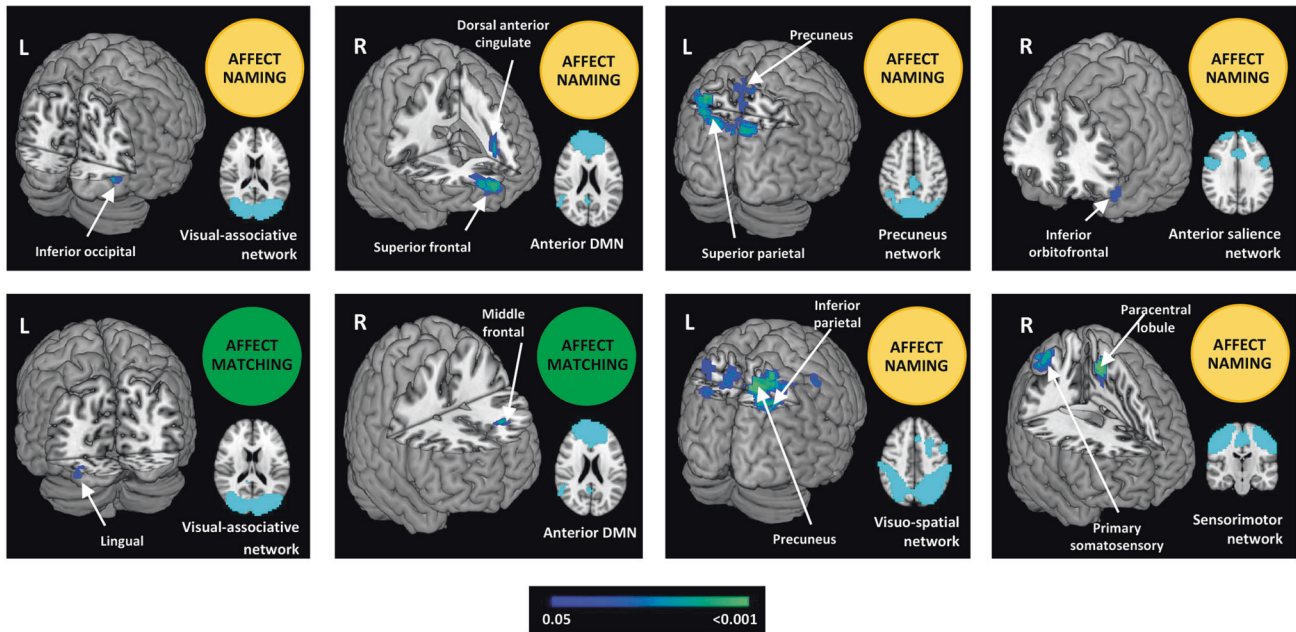 L
AFFECT
NAMING
Inferior occipital
Visual-associative
network
R
Dorsal anterior
cingulate
AFFECT
NAMING
Superior frontal
Anterior DMN
L
Precuneus
AFFECT
NAMING
Superior parietal
Precuneus
network
R
AFFECT
NAMING
Inferior
orbitofrontal
Anterior salience
network
L
AFFECT
MATCHING
Lingual
Visual-associative
network
R
Middle
frontal
AFFECT
MATCHING
Anterior DMN
L
Inferior
parietal
AFFECT
NAMING
Precuneus
Visuo-spatial
network
R
Paracentral
lobule
AFFECT
NAMING
Primary
somatosensory
Sensorimotor
network
0.05
<0.001